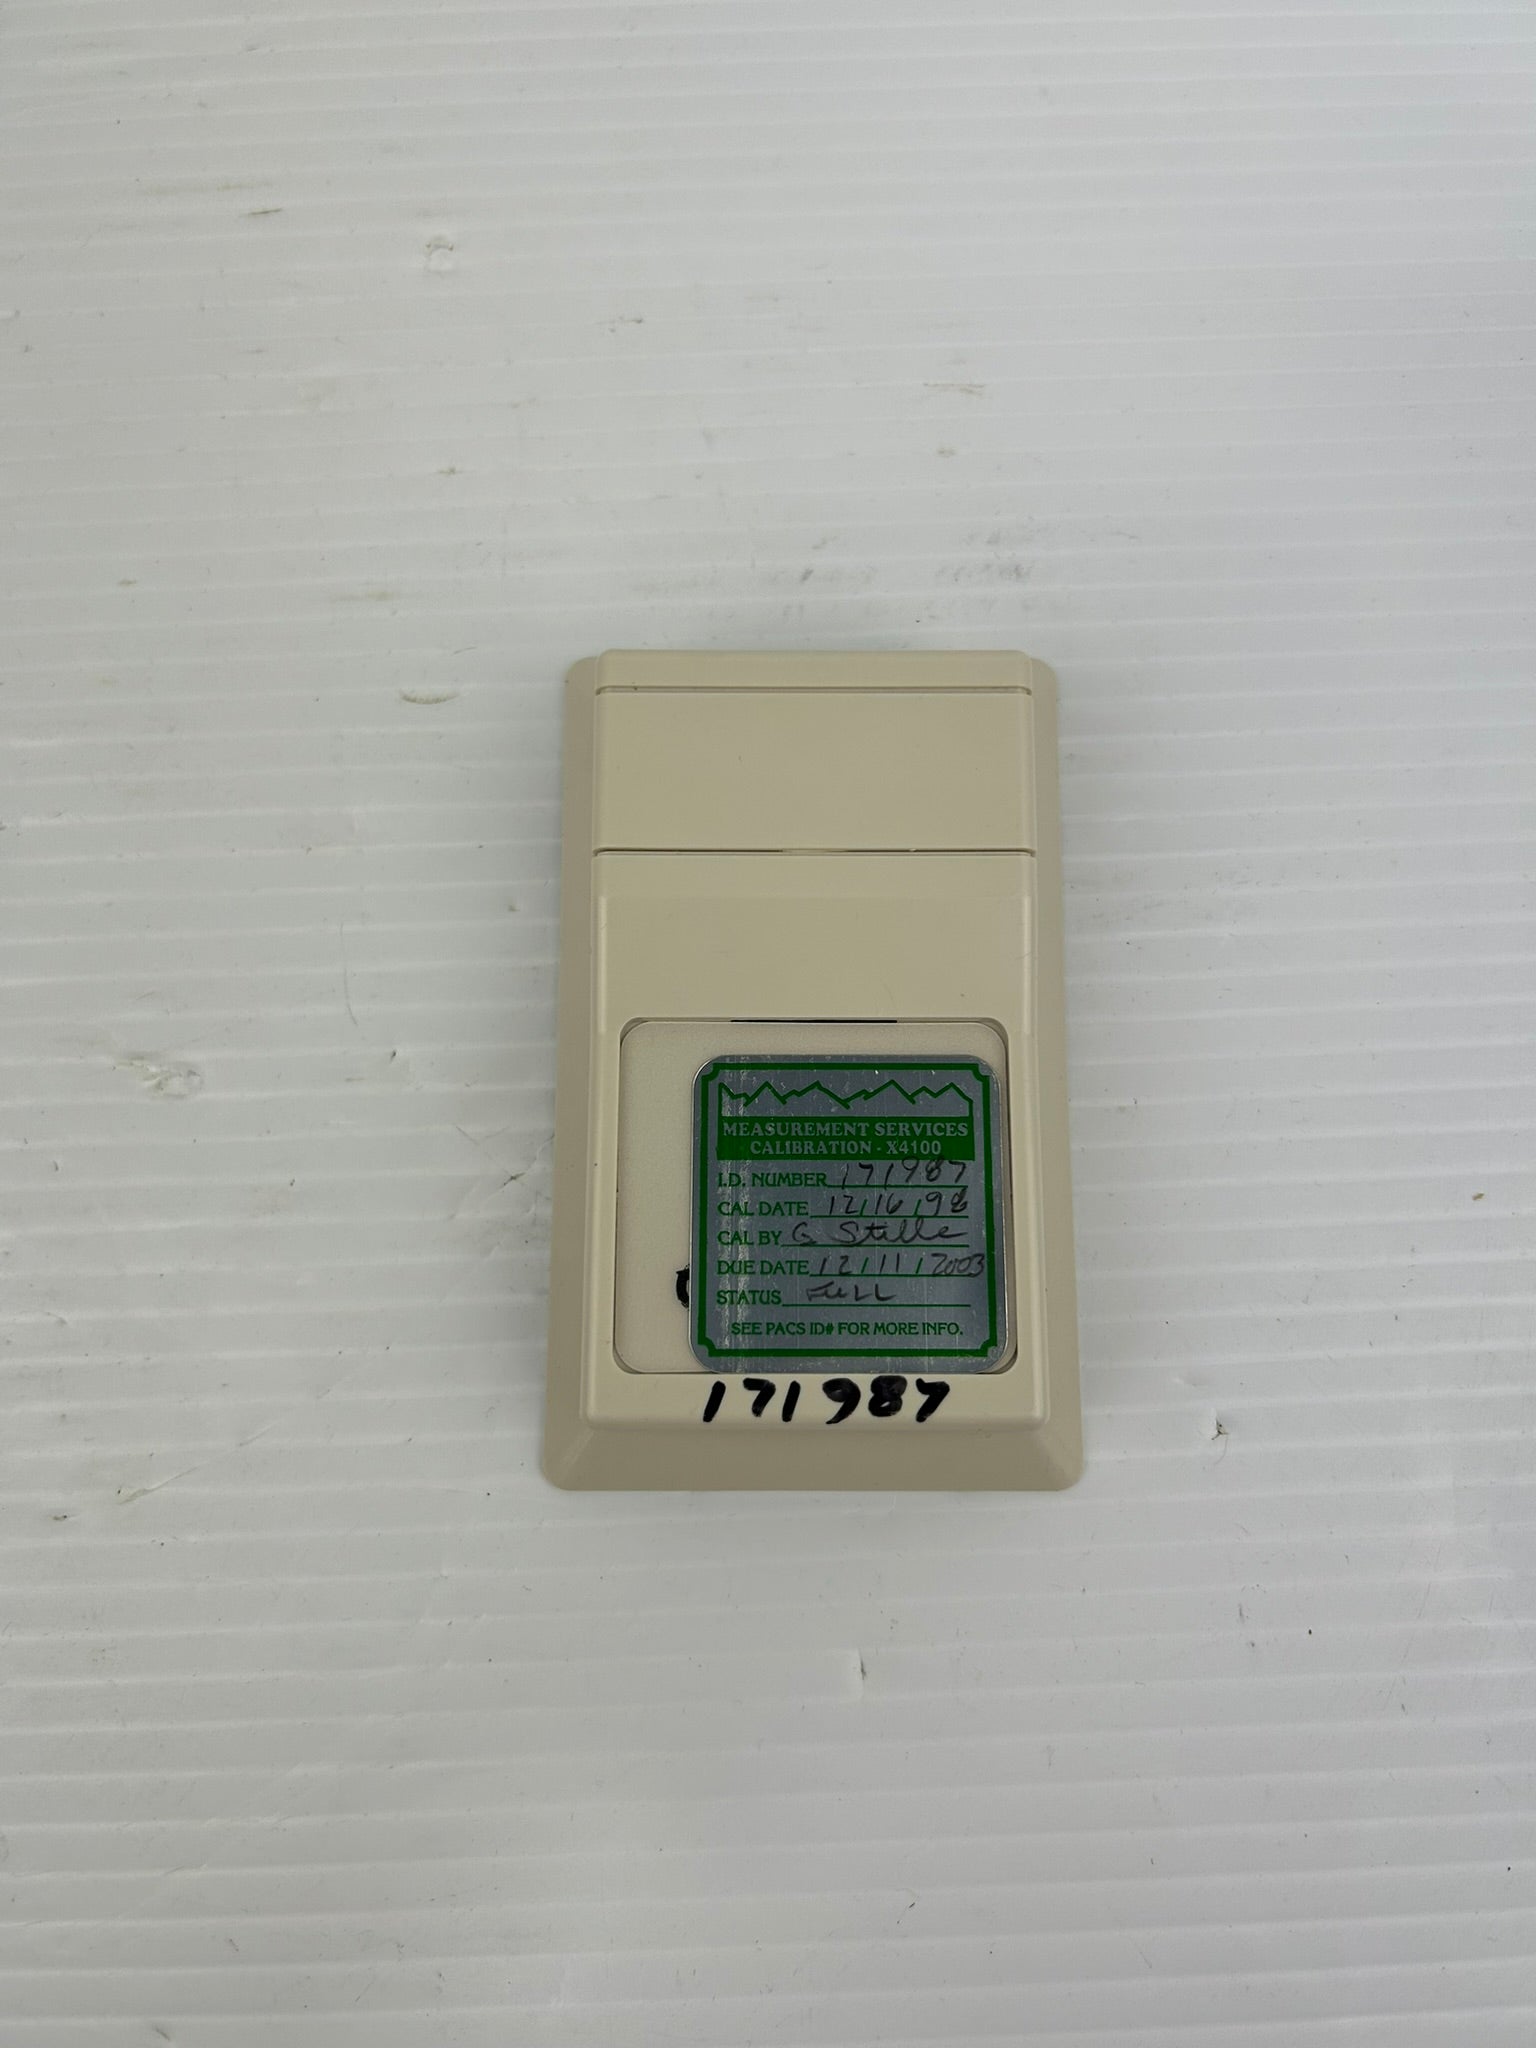 MEASUREMENT SERVICES
CALIBRATION - X4100
I.D. NUMBER 171987
CAL DATE 12/16/98
CAL BY G Stelle
DUE DATE 12/11/2003
STATUS FULL
SEE PACS ID# FOR MORE INFO.
171987